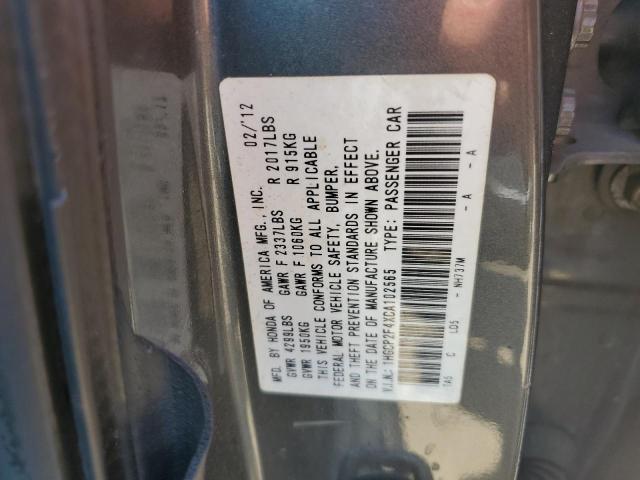 MFD. BY HONDA OF AMERICA MFG., INC. 02/'12
GVWR 4299LBS GAWR F 2337LBS R 2017LBS
GVWR 1950KG GAWR F 1060KG R 915KG
THIS VEHICLE CONFORMS TO ALL APPLICABLE
FEDERAL MOTOR VEHICLE SAFETY, BUMPER,
AND THEFT PREVENTION STANDARDS IN EFFECT
ON THE DATE OF MANUFACTURE SHOWN ABOVE.
V.I.N.: 1HGCP2F4XCA102565 TYPE: PASSENGER CAR
TA5 C L05 - NH737M - A - A